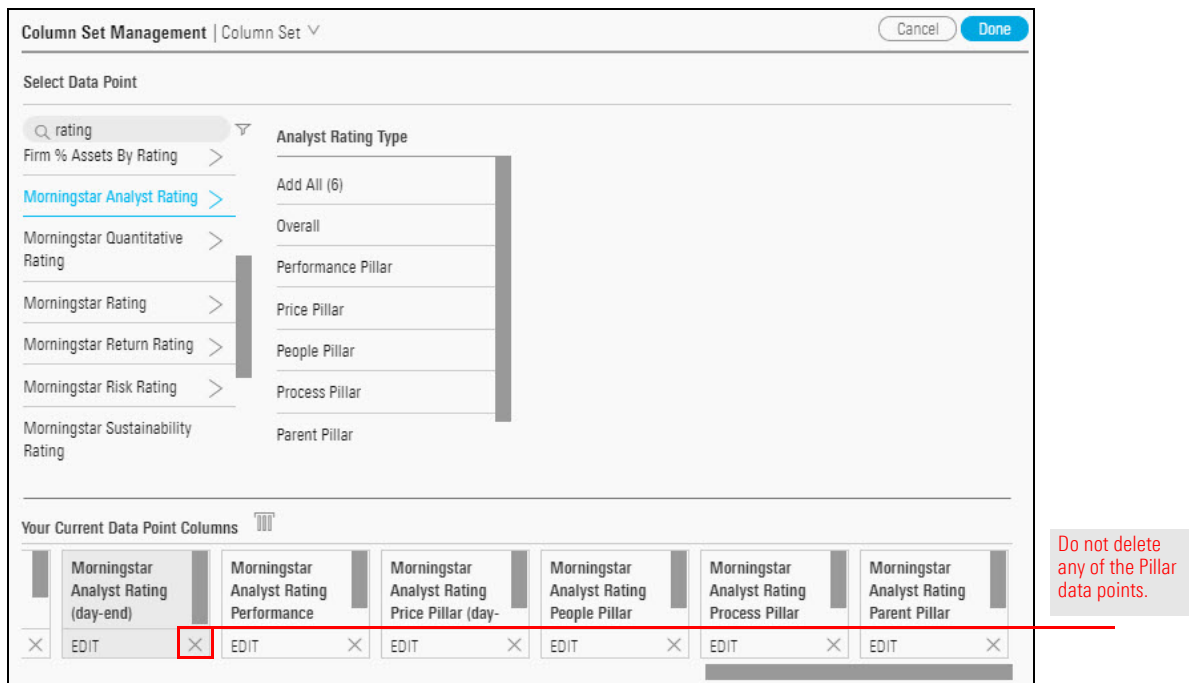 Column Set Management | Column Set
Cancel
Done
Select Data Point
rating
Firm % Assets By Rating
Morningstar Analyst Rating
Morningstar Quantitative
Rating
Morningstar Rating
Morningstar Return Rating
Morningstar Risk Rating
Morningstar Sustainability
Rating
Analyst Rating Type
Add All (6)
Overall
Performance Pillar
Price Pillar
People Pillar
Process Pillar
Parent Pillar
Your Current Data Point Columns
Morningstar
Analyst Rating
(day-end)
EDIT
Morningstar
Analyst Rating
Performance
EDIT
Morningstar
Analyst Rating
Price Pillar (day-
EDIT
Morningstar
Analyst Rating
People Pillar
EDIT
Morningstar
Analyst Rating
Process Pillar
EDIT
Morningstar
Analyst Rating
Parent Pillar
EDIT
Do not delete
any of the Pillar
data points.